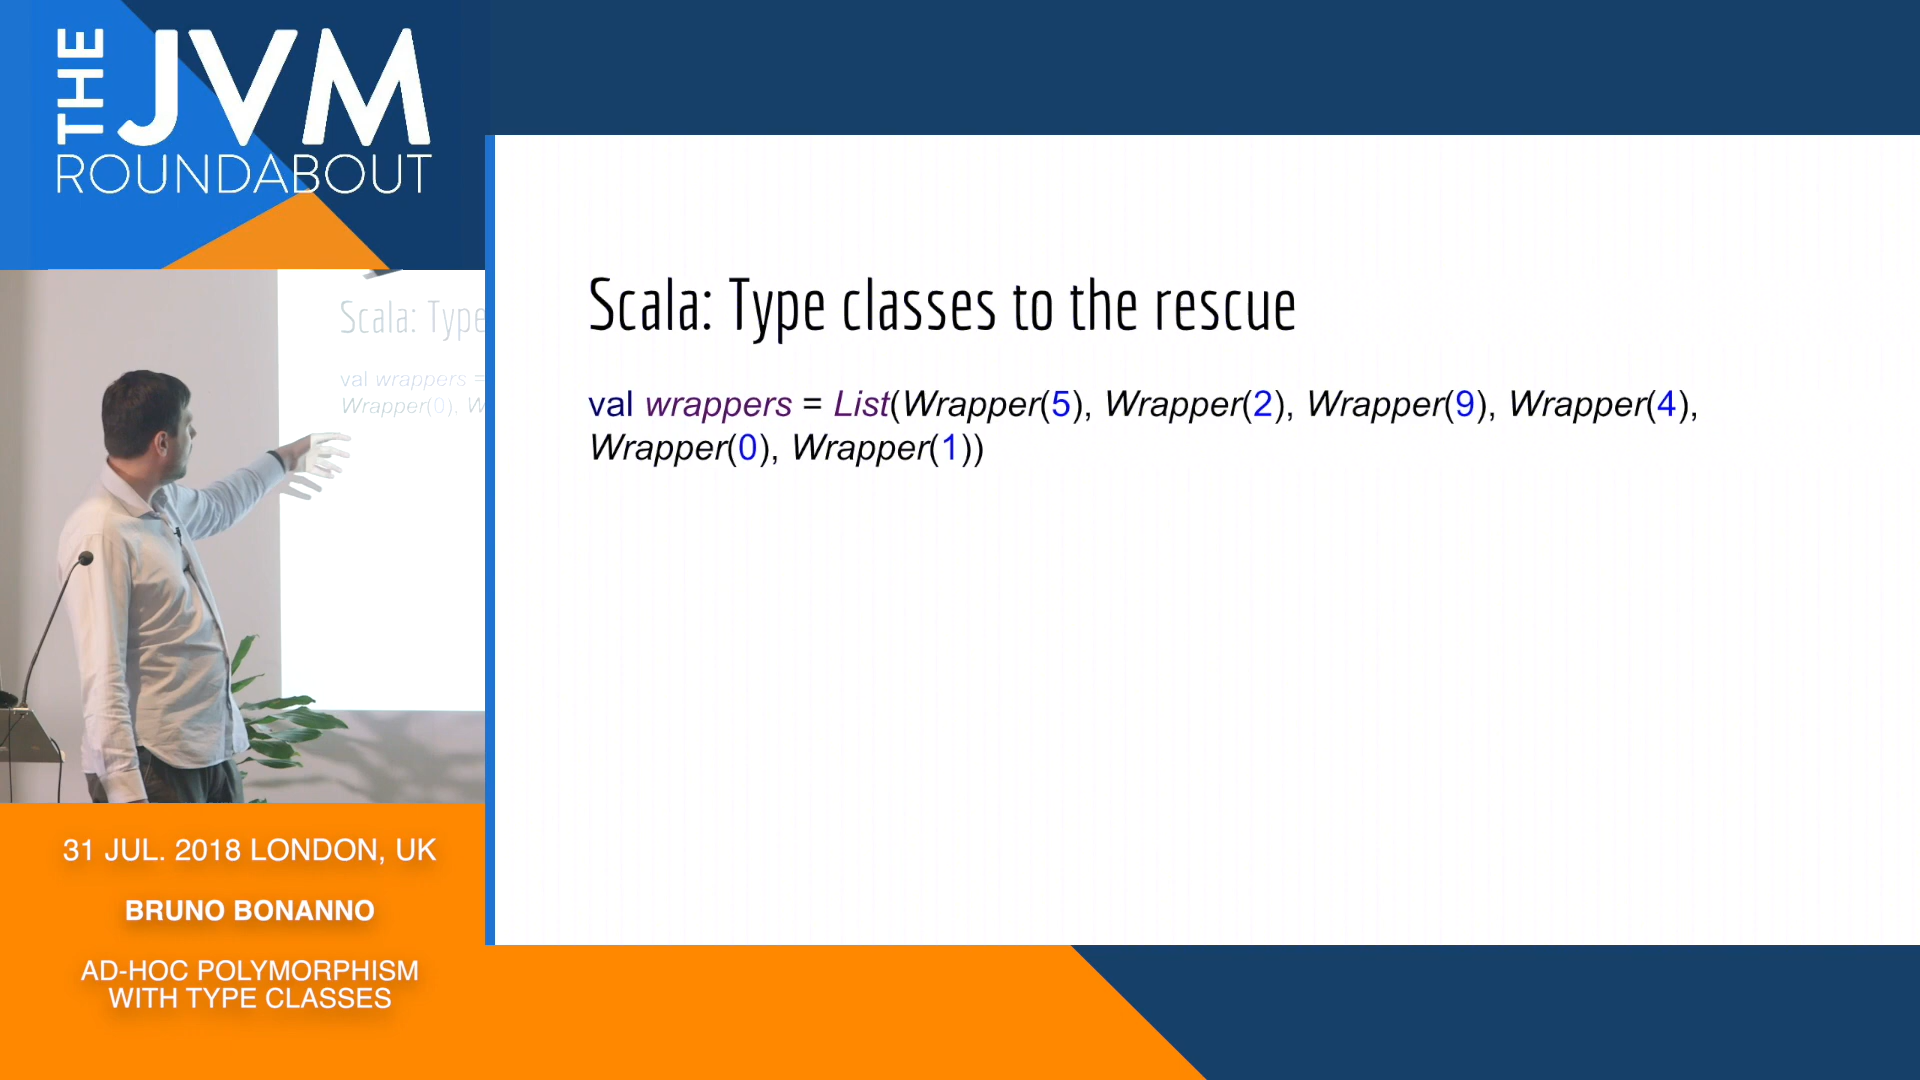 THE JVM
ROUNDABOUT
Scala: Type
val wrappers =
Wrapper(0), W
31 JUL. 2018 LONDON, UK
BRUNO BONANNO
AD-HOC POLYMORPHISM
WITH TYPE CLASSES
Scala: Type classes to the rescue
val wrappers = List(Wrapper(5), Wrapper(2), Wrapper(9), Wrapper(4),
Wrapper(0), Wrapper(1))